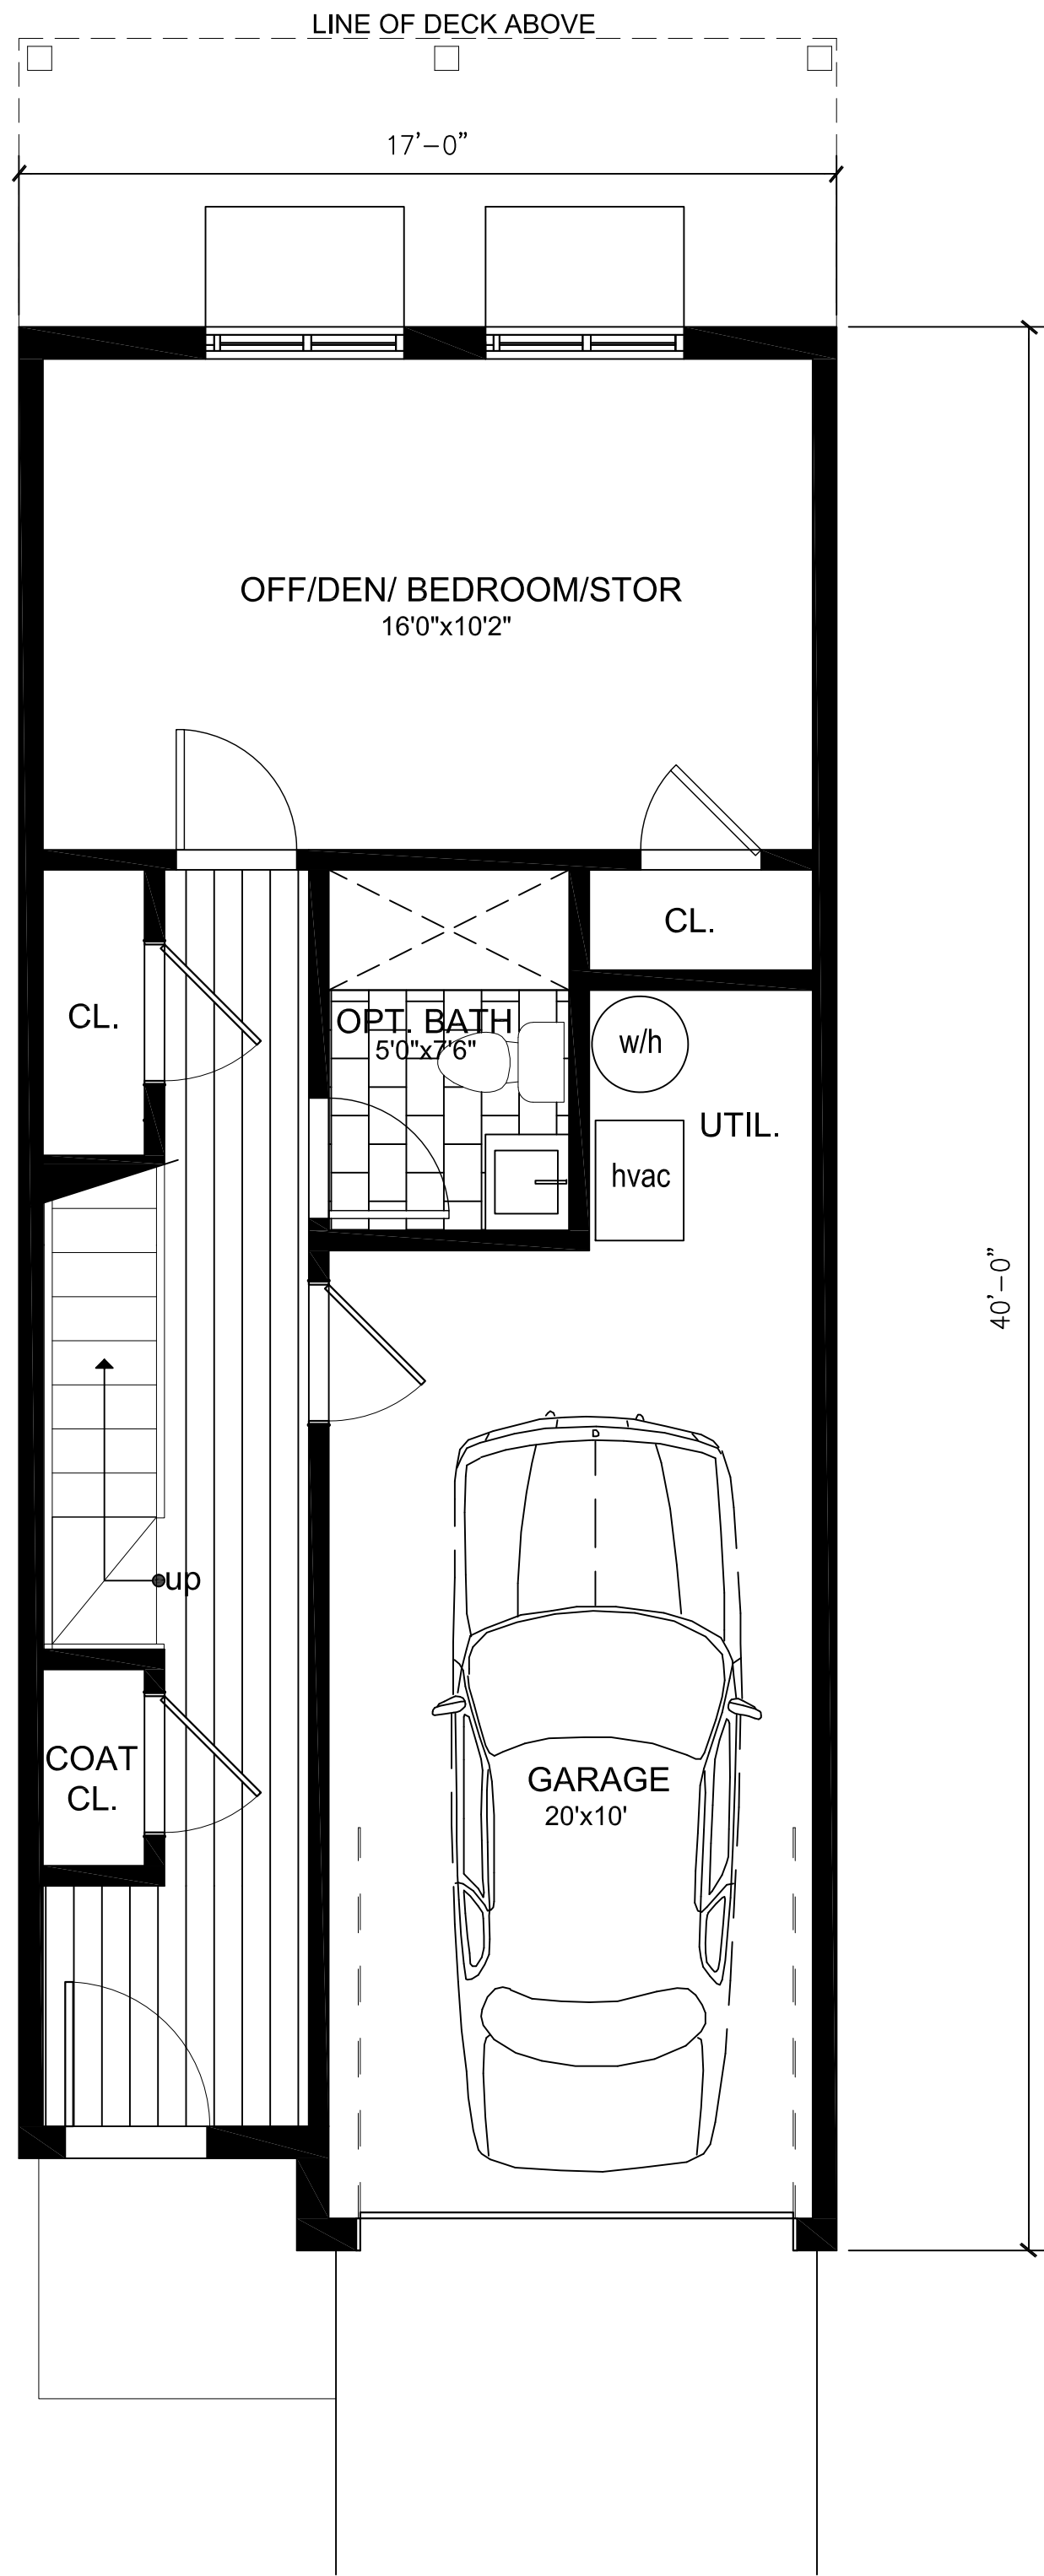 LINE OF DECK ABOVE
17'-0"
OFF/DEN/ BEDROOM/STOR
16'0"x10'2"
CL.
CL.
OPT. BATH
5'0"x7'6"
w/h
UTIL.
hvac
40'-0"
up
COAT
CL.
GARAGE
20'x10'